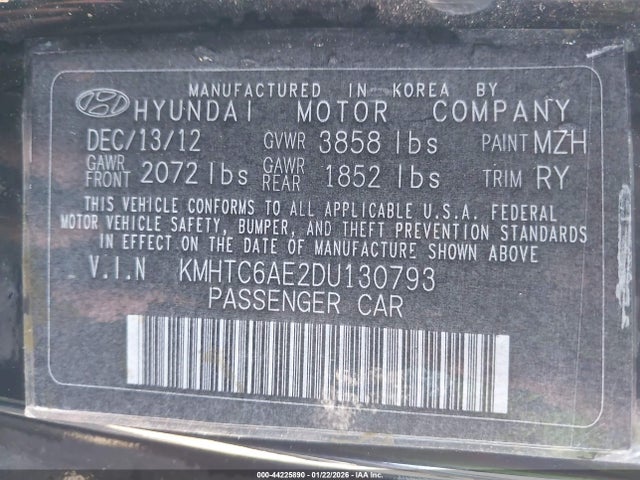 MANUFACTURED IN KOREA BY
HYUNDAI MOTOR COMPANY
DEC/13/12 GVWR 3858 lbs PAINT MZH
GAWR FRONT 2072 lbs GAWR REAR 1852 lbs TRIM RY
THIS VEHICLE CONFORMS TO ALL APPLICABLE U.S.A. FEDERAL
MOTOR VEHICLE SAFETY, BUMPER, AND THEFT PREVENTION STANDARDS
IN EFFECT ON THE DATE OF MANUFACTURE SHOWN ABOVE
V.I.N KMHTC6AE2DU130793
PASSENGER CAR
000-44225890 01/22/2026 IAA Inc.